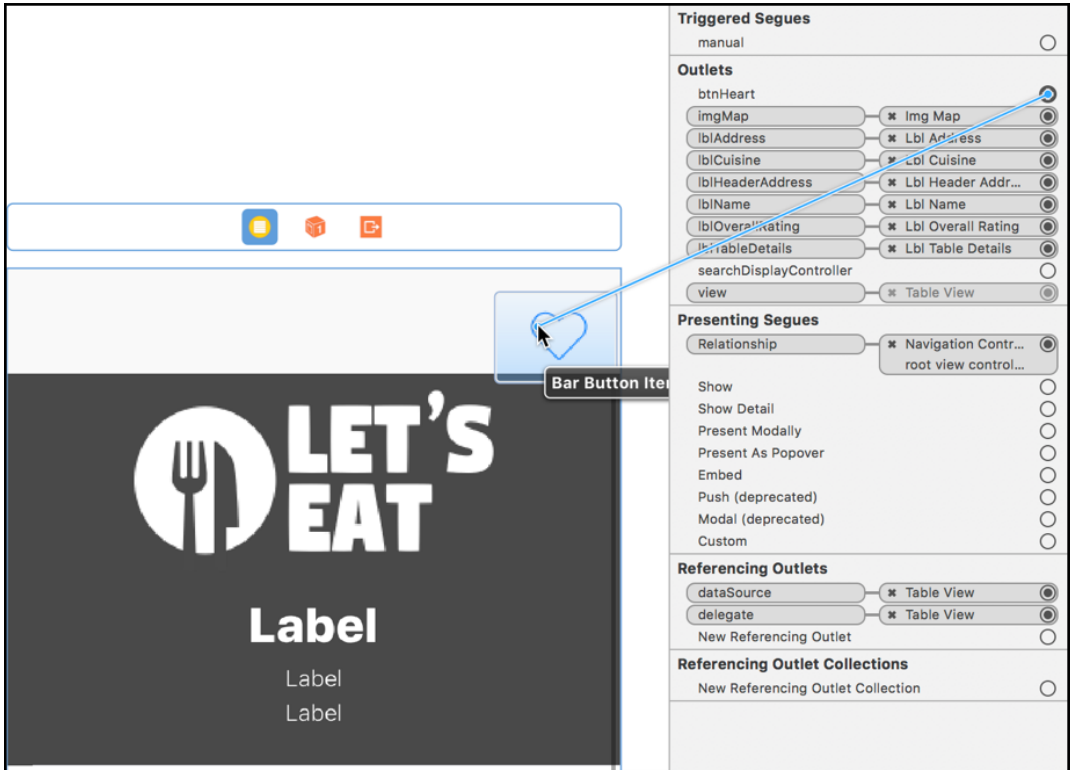 Triggered Segues
manual
Outlets
btnHeart
imgMap ✖ Img Map
lblAddress ✖ Lbl Address
lblCuisine ✖ Lbl Cuisine
lblHeaderAddress ✖ Lbl Header Addr...
lblName ✖ Lbl Name
lblOverallRating ✖ Lbl Overall Rating
lblTableDetails ✖ Lbl Table Details
searchDisplayController
view ✖ Table View
Presenting Segues
Relationship ✖ Navigation Contr...
root view control...
Show
Show Detail
Present Modally
Present As Popover
Embed
Push (deprecated)
Modal (deprecated)
Custom
Referencing Outlets
dataSource ✖ Table View
delegate ✖ Table View
New Referencing Outlet
Referencing Outlet Collections
New Referencing Outlet Collection
1
Bar Button Iter
LET'S
EAT
Label
Label
Label